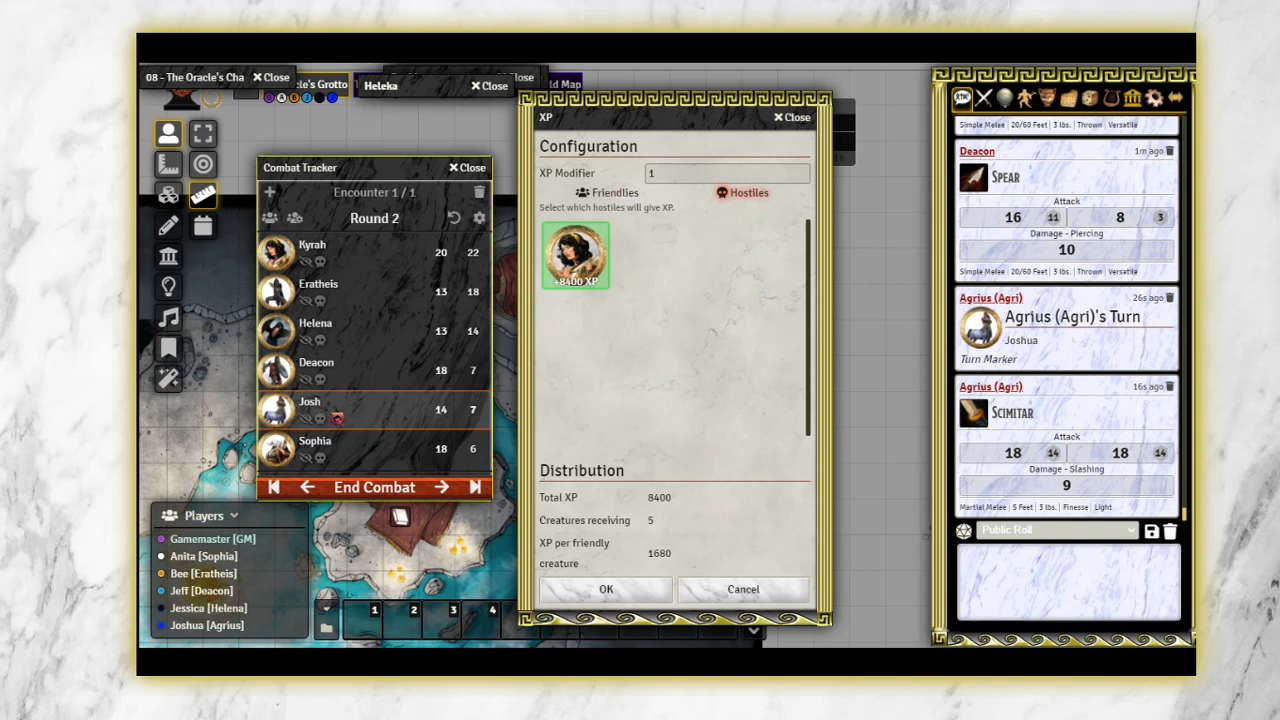 08 - The Oracle's Cha
Close
cle's Grotto
Heleka
Close
Close
ld Map
Combat Tracker
Close
Encounter 1 / 1
Round 2
Kyrah
20 22
Eratheis
13 18
Helena
13 14
Deacon
18 7
Josh
14 7
Sophia
18 6
End Combat
Players
Gamemaster [GM]
Anita [Sophia]
Bee [Eratheis]
Jeff [Deacon]
Jessica [Helena]
Joshua [Agrius]
1 2 3 4
XP
Close
Configuration
XP Modifier
1
Friendlies
Hostiles
Select which hostiles will give XP.
+8400 XP
Distribution
Total XP 8400
Creatures receiving 5
XP per friendly
creature
1680
OK
Cancel
Simple Melee | 20/60 Feet | 3 lbs. | Thrown | Versatile
Deacon
1m ago
SPEAR
Attack
16 11 8 3
Damage - Piercing
10
Simple Melee | 20/60 Feet | 3 lbs. | Thrown | Versatile
Agrius (Agri)
26s ago
Agrius (Agri)'s Turn
Joshua
Turn Marker
Agrius (Agri)
16s ago
SCIMITAR
Attack
18 14 18 14
Damage - Slashing
9
Martial Melee | 5 Feet | 3 lbs. | Finesse | Light
Public Roll